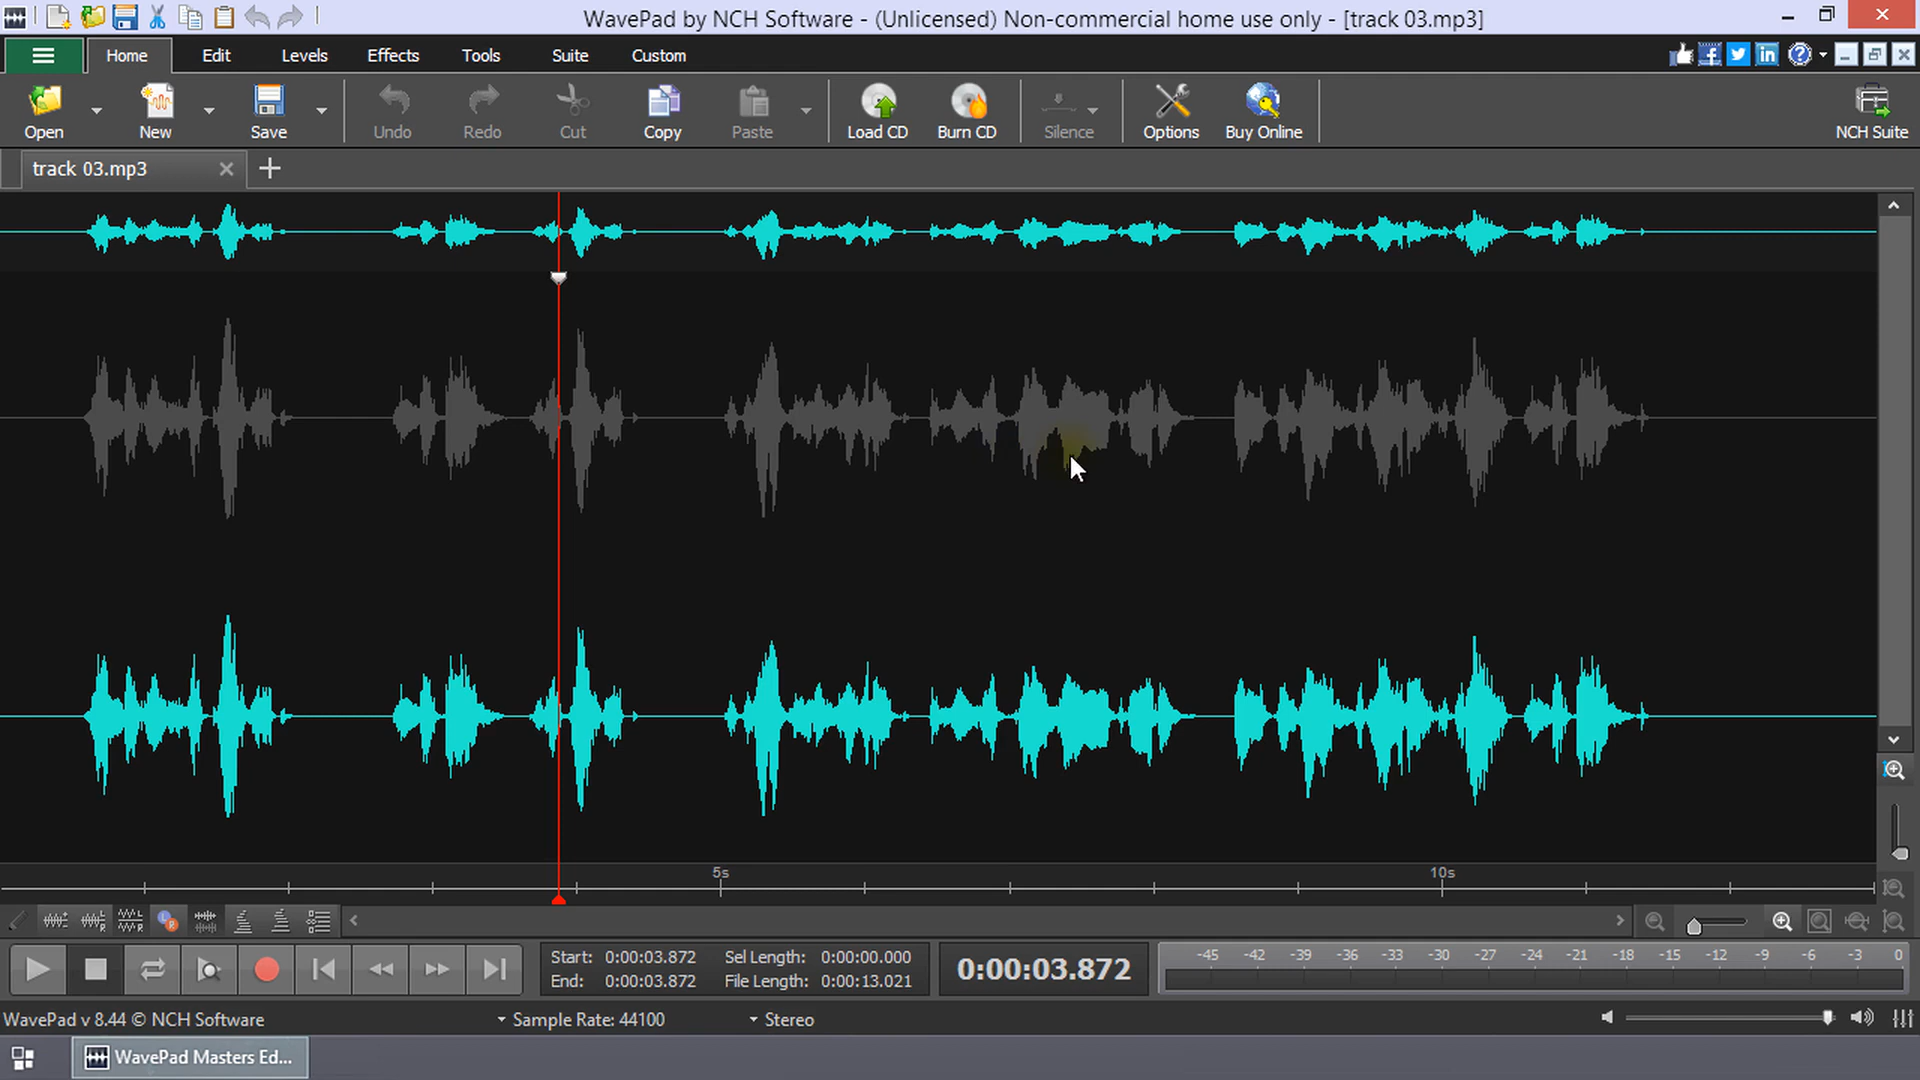 WavePad by NCH Software - (Unlicensed) Non-commercial home use only - [track 03.mp3]
Home Edit Levels Effects Tools Suite Custom
Open New Save Undo Redo Cut Copy Paste Load CD Burn CD Silence Options Buy Online NCH Suite
track 03.mp3
5s 10s
Start: 0:00:03.872 Sel Length: 0:00:00.000
End: 0:00:03.872 File Length: 0:00:13.021
0:00:03.872
-45 -42 -39 -36 -33 -30 -27 -24 -21 -18 -15 -12 -9 -6 -3 0
WavePad v 8.44 © NCH Software Sample Rate: 44100 Stereo
WavePad Masters Ed...